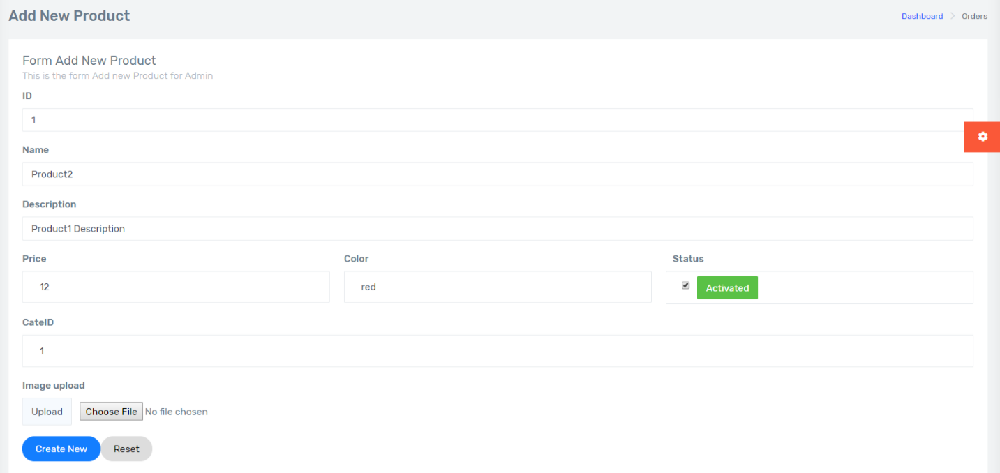 Add New Product
Dashboard > Orders
Form Add New Product
This is the form Add new Product for Admin
ID
1
Name
Product2
Description
Product1 Description
Price Color Status
12 red Activated
CateID
1
Image upload
Upload Choose File No file chosen
Create New Reset